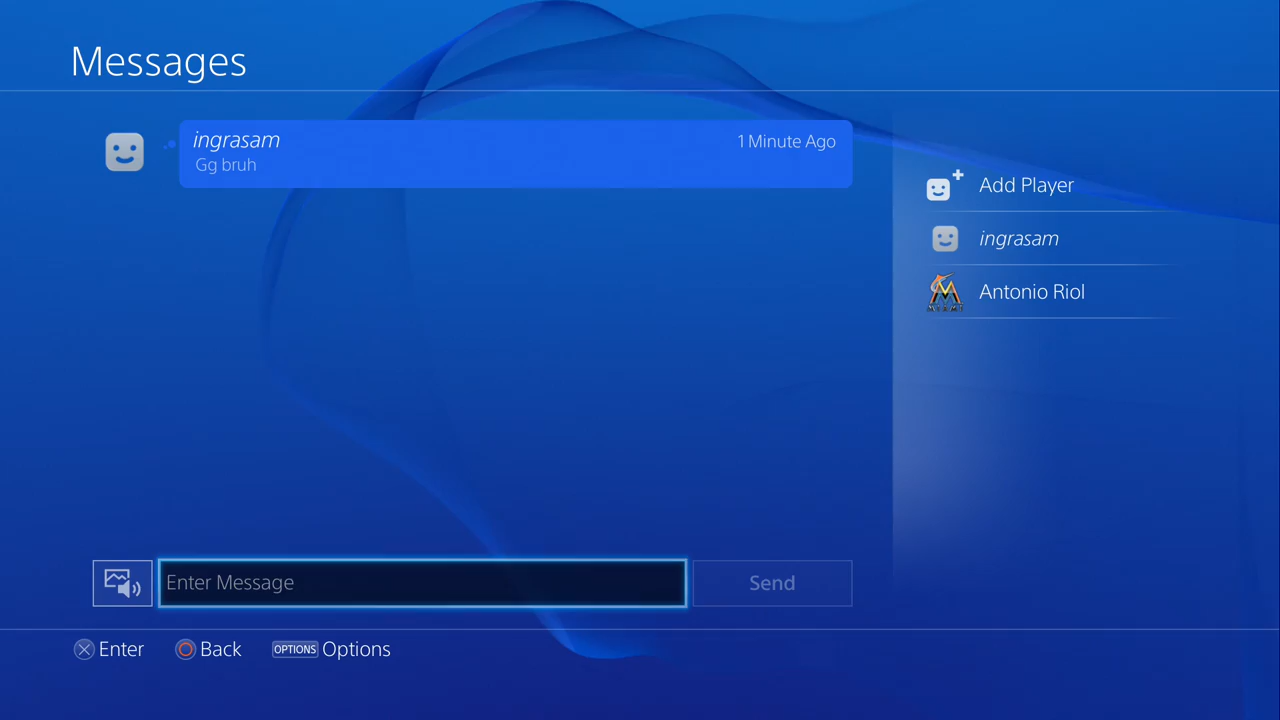 Messages
ingrasam
1 Minute Ago
Gg bruh
Add Player
ingrasam
MIAMI
Antonio Riol
Enter Message
Send
Enter
Back
OPTIONS Options